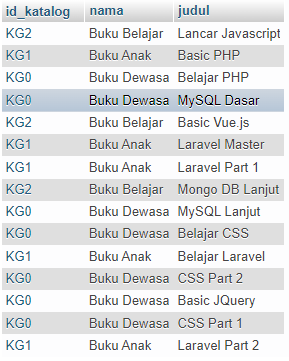 id_katalog nama judul
KG2 Buku Belajar Lancar Javascript
KG1 Buku Anak Basic PHP
KG0 Buku Dewasa Belajar PHP
KG0 Buku Dewasa MySQL Dasar
KG2 Buku Belajar Basic Vue.js
KG1 Buku Anak Laravel Master
KG1 Buku Anak Laravel Part 1
KG2 Buku Belajar Mongo DB Lanjut
KG0 Buku Dewasa MySQL Lanjut
KG0 Buku Dewasa Belajar CSS
KG1 Buku Anak Belajar Laravel
KG0 Buku Dewasa CSS Part 2
KG0 Buku Dewasa Basic JQuery
KG0 Buku Dewasa CSS Part 1
KG1 Buku Anak Laravel Part 2